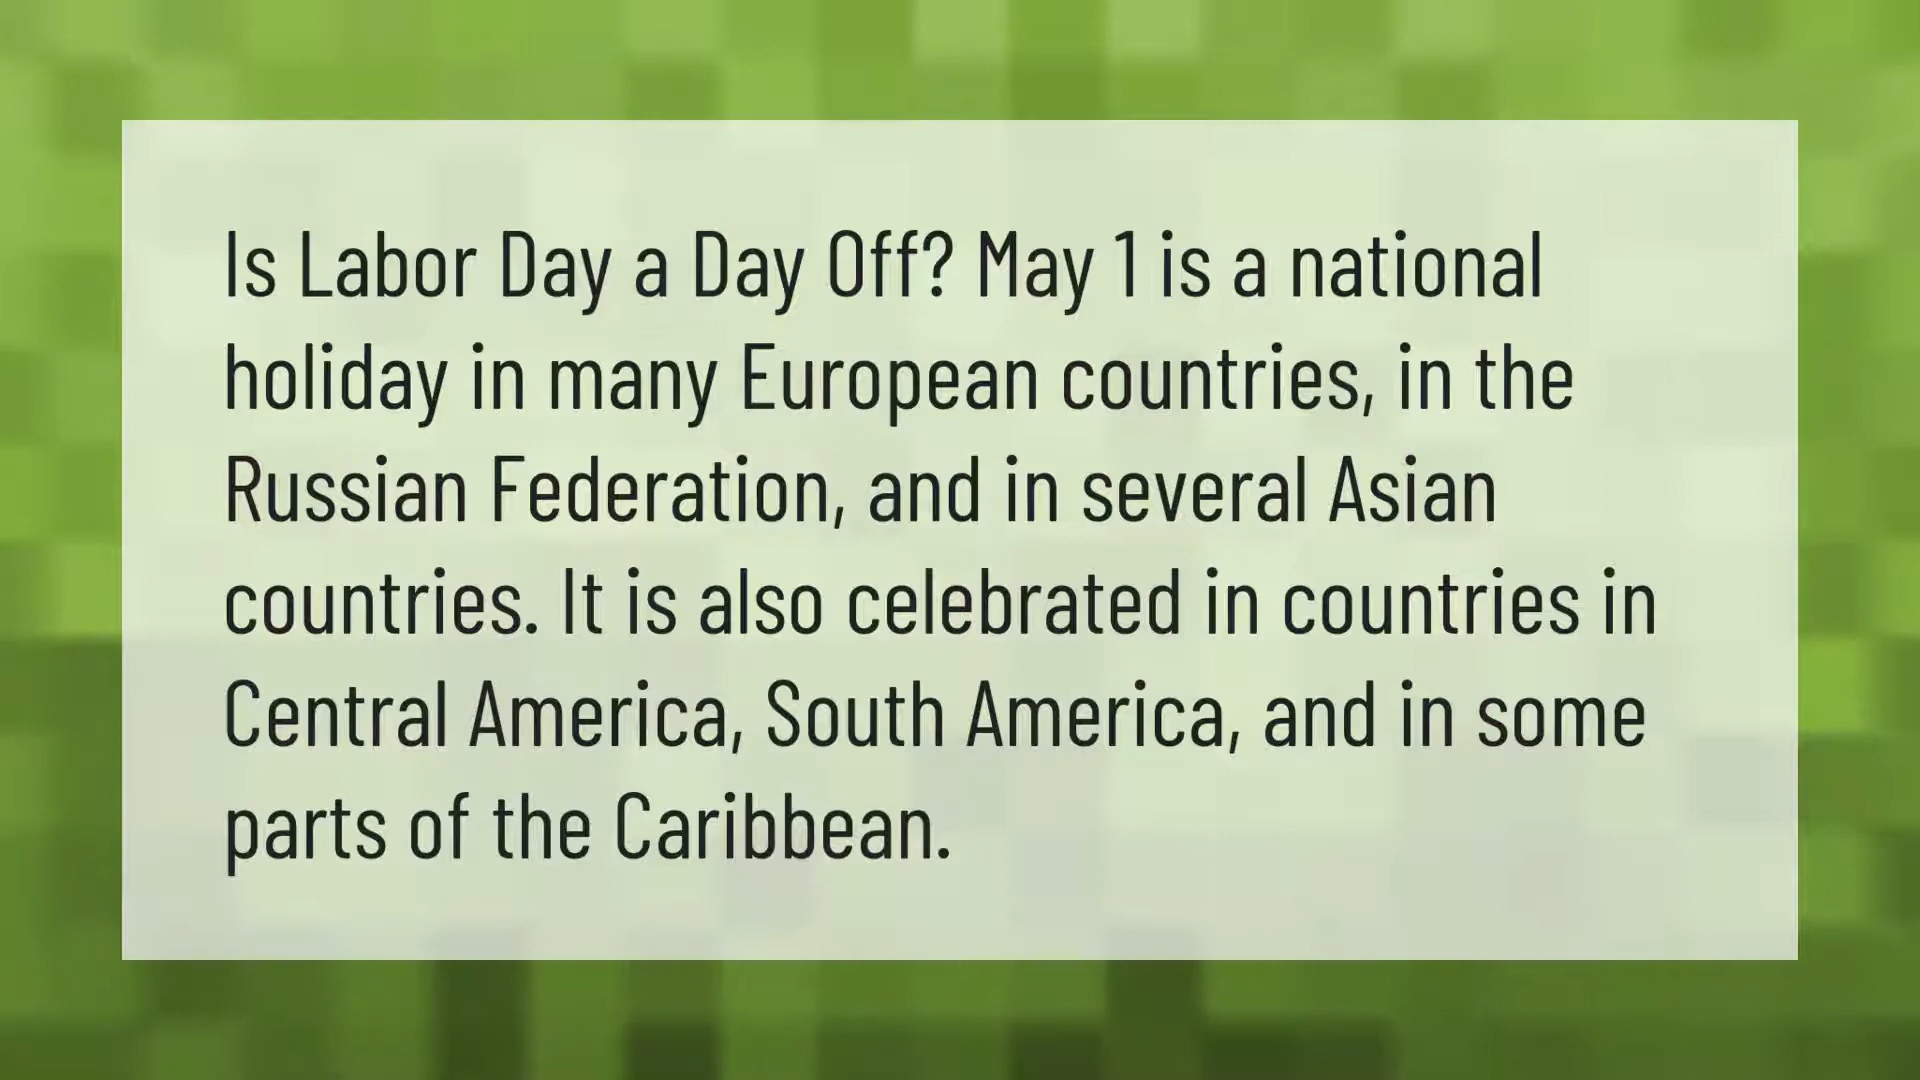 Is Labor Day a Day Off? May 1 is a national
holiday in many European countries, in the
Russian Federation, and in several Asian
countries. It is also celebrated in countries in
Central America, South America, and in some
parts of the Caribbean.